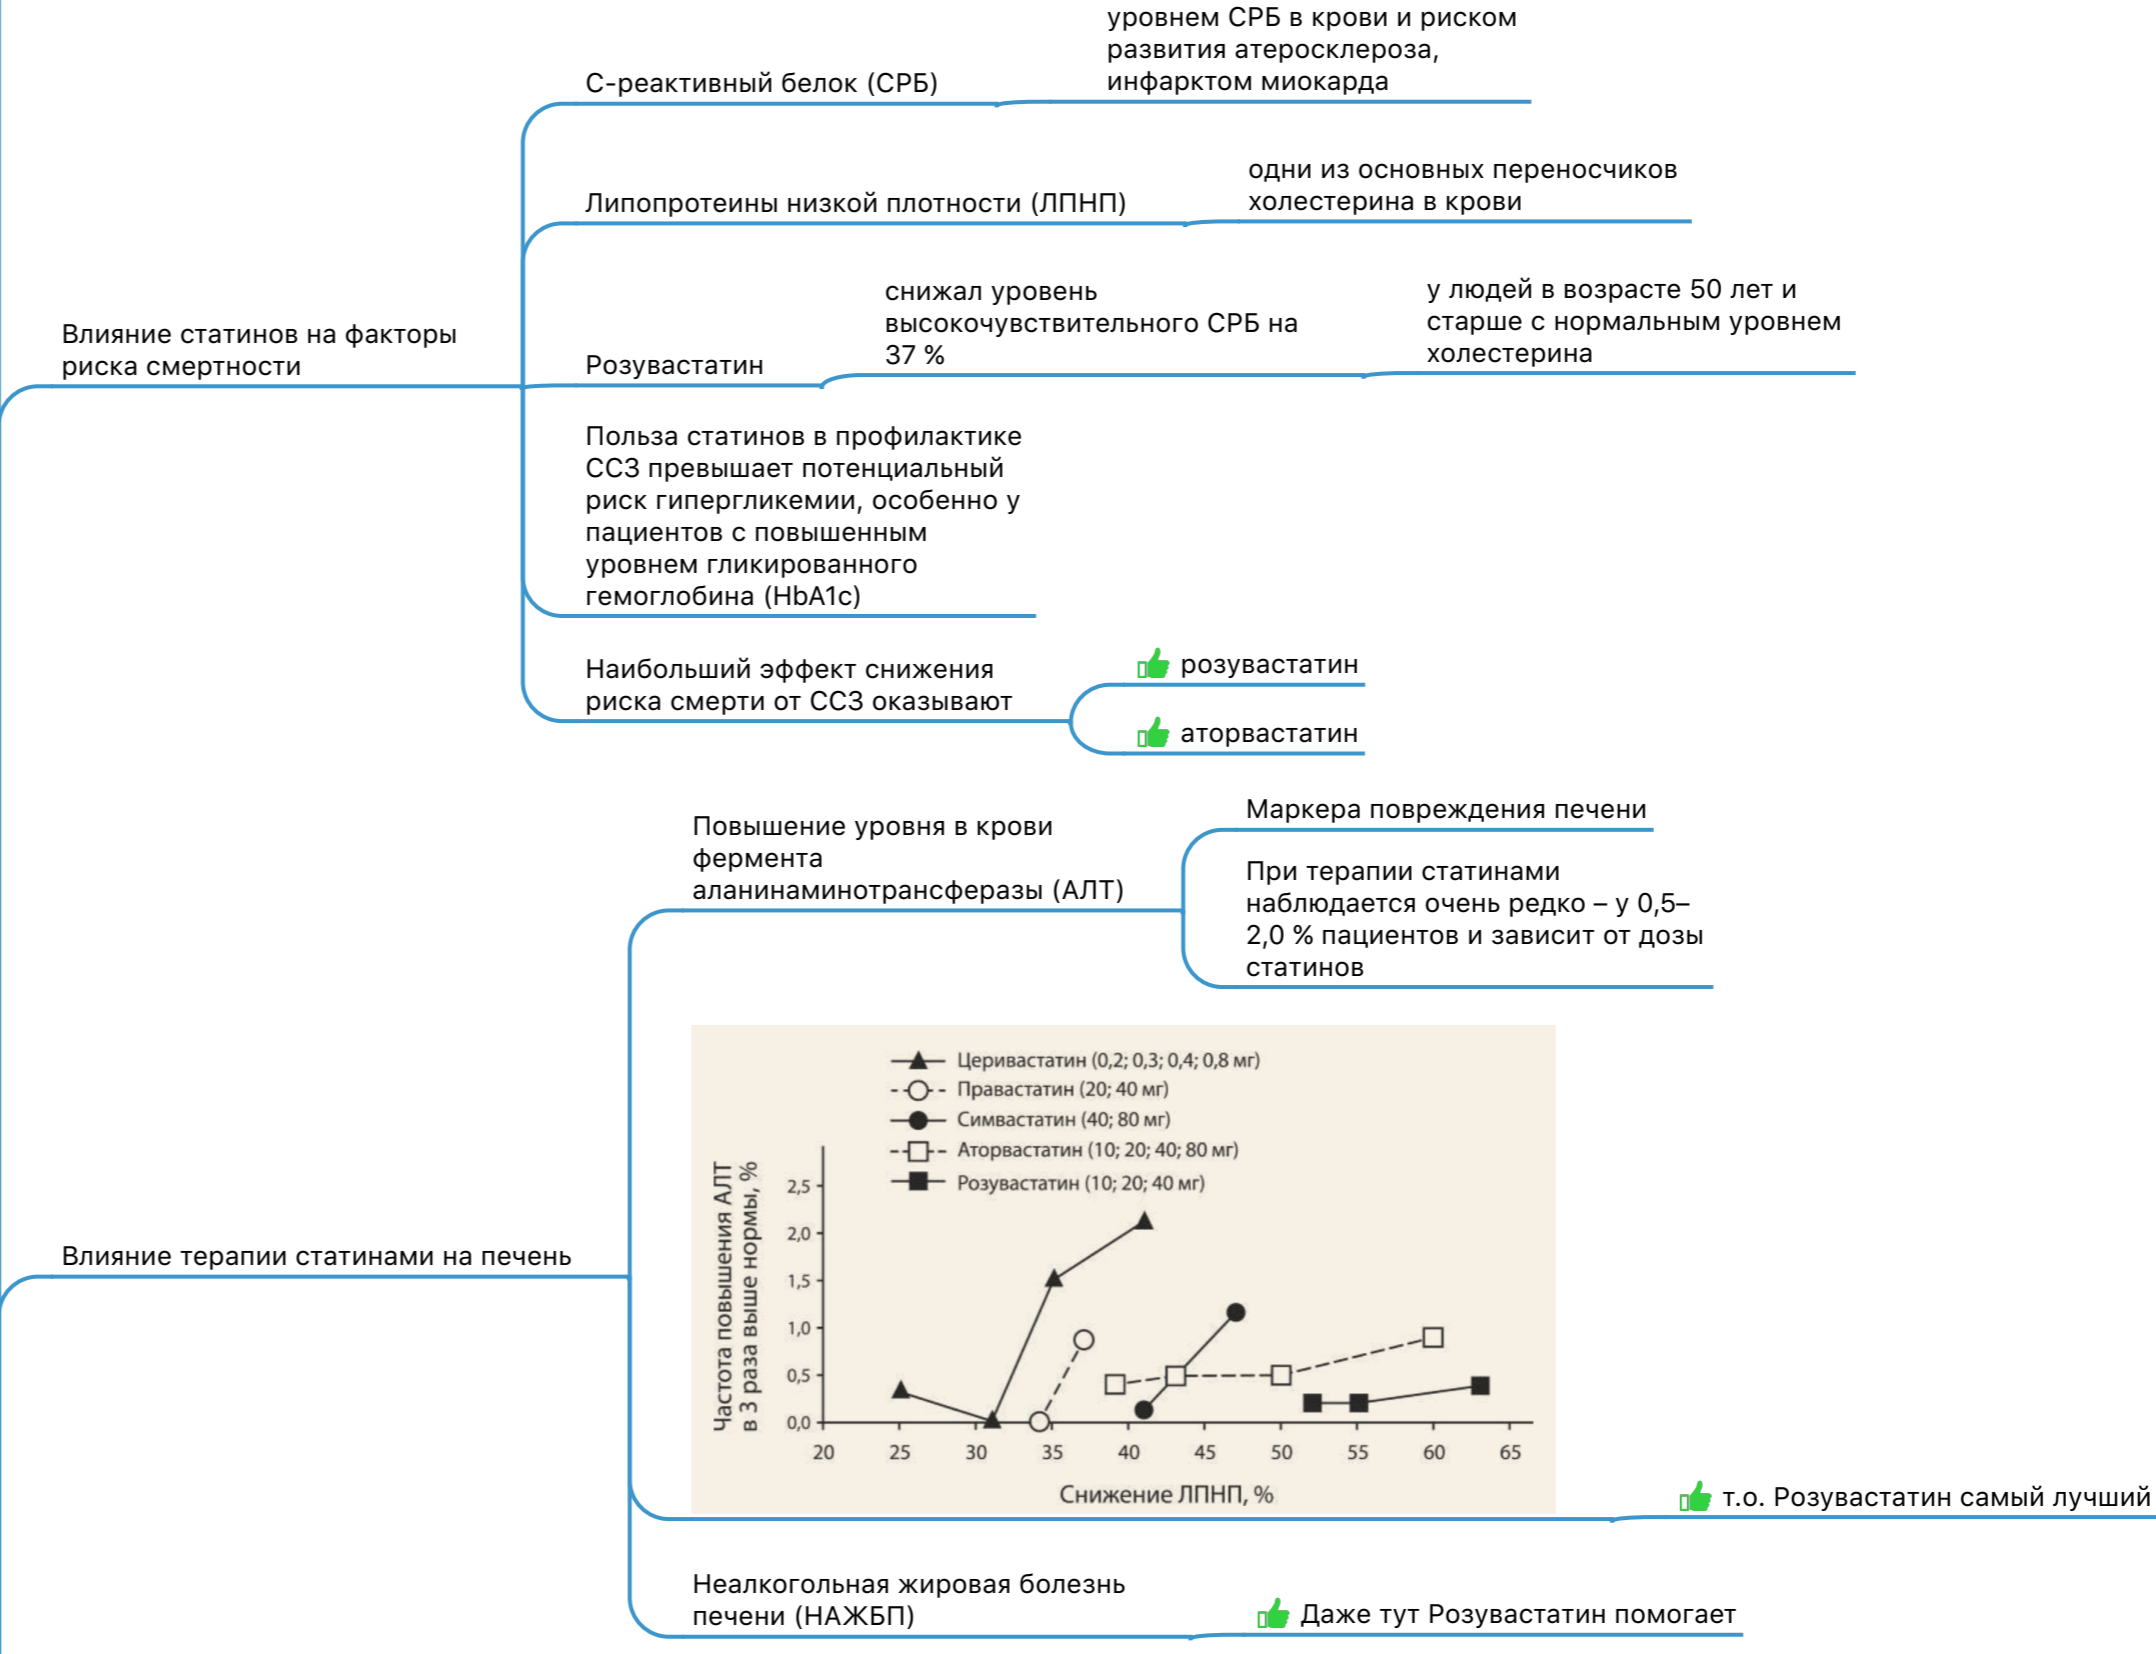 уровнем СРБ в крови и риском
развития атеросклероза,
инфарктом миокарда
С-реактивный белок (СРБ)
одни из основных переносчиков
холестерина в крови
Липопротеины низкой плотности (ЛПНП)
Влияние статинов на факторы
риска смертности
снижал уровень
высокочувствительного СРБ на
37 %
у людей в возрасте 50 лет и
старше с нормальным уровнем
холестерина
Розувастатин
Польза статинов в профилактике
ССЗ превышает потенциальный
риск гипергликемии, особенно у
пациентов с повышенным
уровнем гликированного
гемоглобина (HbA1c)
Наибольший эффект снижения
риска смерти от ССЗ оказывают
розувастатин
аторвастатин
Повышение уровня в крови
фермента
аланинаминотрансферазы (АЛТ)
Маркера повреждения печени
При терапии статинами
наблюдается очень редко – у 0,5–
2,0 % пациентов и зависит от дозы
статинов
Влияние терапии статинами на печень
Церивастатин (0,2; 0,3; 0,4; 0,8 мг)
Правастатин (20; 40 мг)
Симвастатин (40; 80 мг)
Аторвастатин (10; 20; 40; 80 мг)
Розувастатин (10; 20; 40 мг)
Частота повышения АЛТ
в 3 раза выше нормы, %
2,5
2,0
1,5
1,0
0,5
0,0
20 25 30 35 40 45 50 55 60 65
Снижение ЛПНП, %
т.о. Розувастатин самый лучший
Неалкогольная жировая болезнь
печени (НАЖБП)
Даже тут Розувастатин помогает